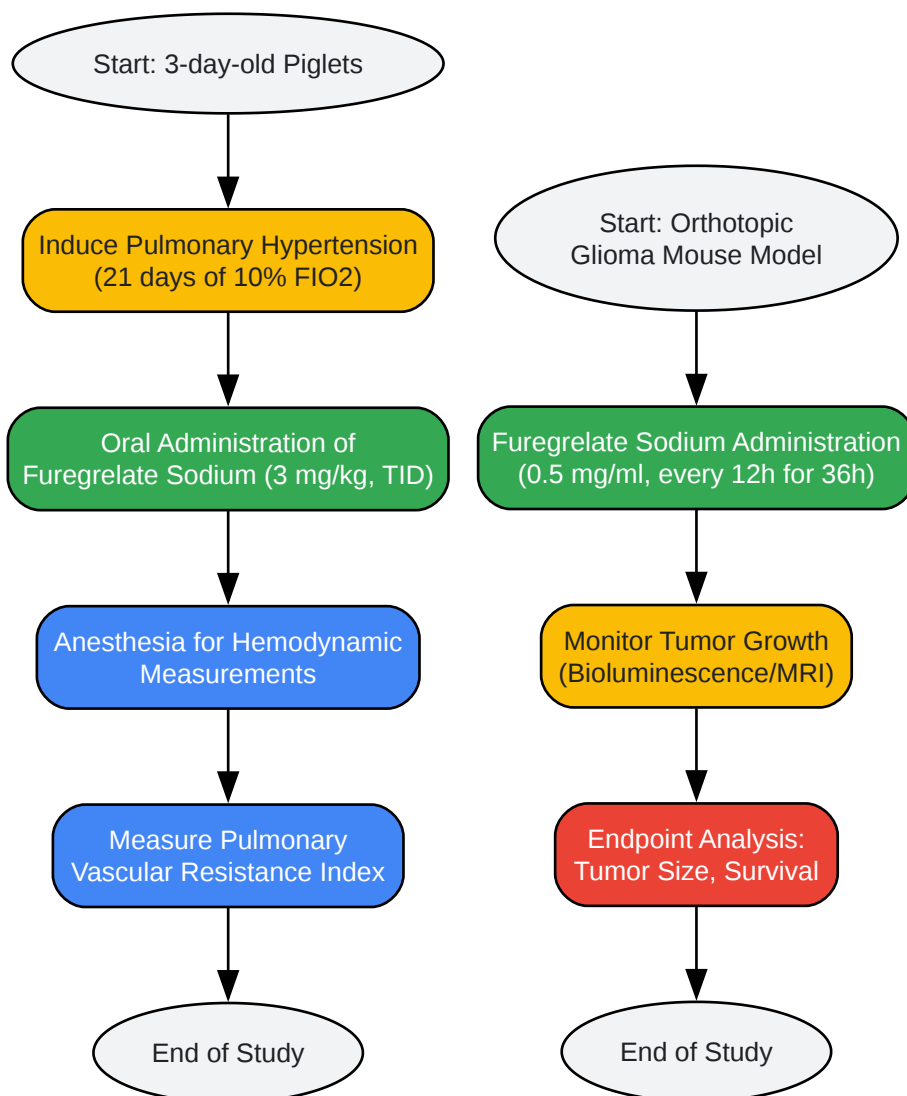 Start: 3-day-old Piglets
Induce Pulmonary Hypertension
(21 days of 10% FIO2)
Oral Administration of
Furegrelate Sodium (3 mg/kg, TID)
Anesthesia for Hemodynamic
Measurements
Measure Pulmonary
Vascular Resistance Index
End of Study
Start: Orthotopic
Glioma Mouse Model
Furegrelate Sodium Administration
(0.5 mg/ml, every 12h for 36h)
Monitor Tumor Growth
(Bioluminescence/MRI)
Endpoint Analysis:
Tumor Size, Survival
End of Study